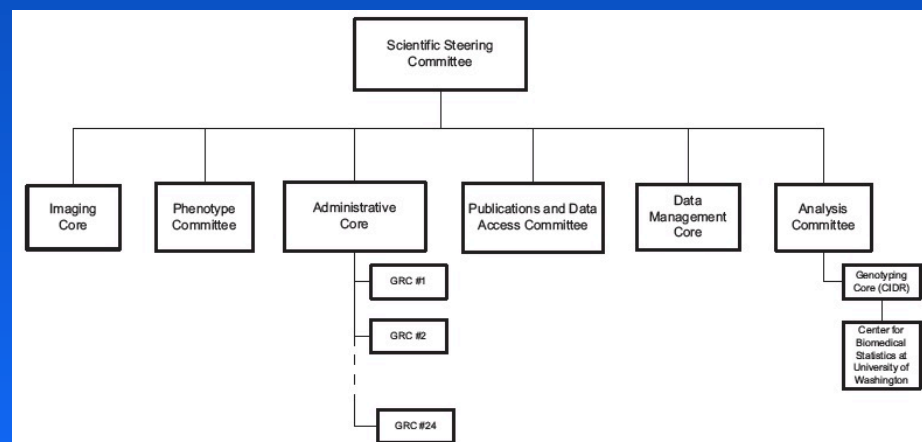 Scientific Steering
Committee
Imaging
Core
Phenotype
Committee
Administrative
Core
Publications and Data
Access Committee
Data
Management
Core
Analysis
Committee
GRC #1
GRC #2
GRC #24
Genotyping
Core (CIDR)
Center for
Biomedical
Statistics at
University of
Washington